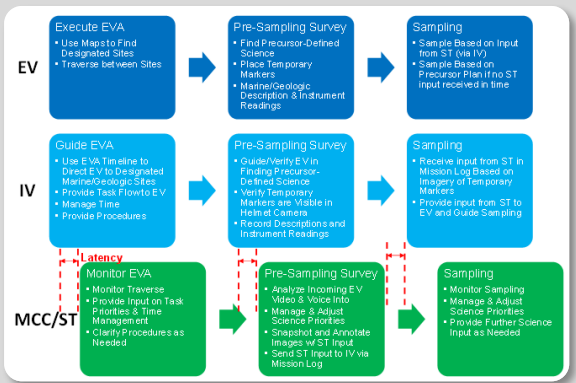 EV
Execute EVA
• Use Maps to Find
Designated Sites
• Traverse between Sites
Pre-Sampling Survey
• Find Precursor-Defined
Science
• Place Temporary
Markers
• Marine/Geologic
Description & Instrument
Readings
Sampling
• Sample Based on Input
from ST (via IV)
• Sample Based on
Precursor Plan if no ST
input received in time
IV
Guide EVA
• Use EVA Timeline to
Direct EV to Designated
Marine/Geologic Sites
• Provide Task Flow to EV
• Manage Time
• Provide Procedures
Pre-Sampling Survey
• Guide/Verify EV in
Finding Precursor-
Defined Science
• Verify Temporary
Markers are Visible in
Helmet Camera
• Record Descriptions and
Instrument Readings
Sampling
• Receive input from ST in
Mission Log Based on
Imagery of Temporary
Markers
• Provide input from ST to
EV and Guide Sampling
Latency
MCC/ST
Monitor EVA
• Monitor Traverse
• Provide Input on Task
Priorities & Time
Management
• Clarify Procedures as
Needed
Pre-Sampling Survey
• Analyze Incoming EV
Video & Voice Into
• Manage & Adjust
Science Priorities
• Snapshot and Annotate
Images w/ ST Input
• Send ST Input to IV via
Mission Log
Sampling
• Monitor Sampling
• Manage & Adjust
Science Priorities
• Provide Further Science
Input as Needed